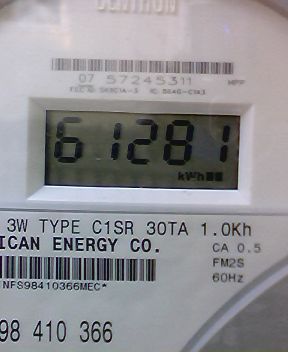 CENTRON
07 57245311
61281
kWh
3W TYPE C1SR 30TA 1.0Kh
ICAN ENERGY CO. CA 0.5
FM2S
NFS98410366MEC* 60Hz
98 410 366